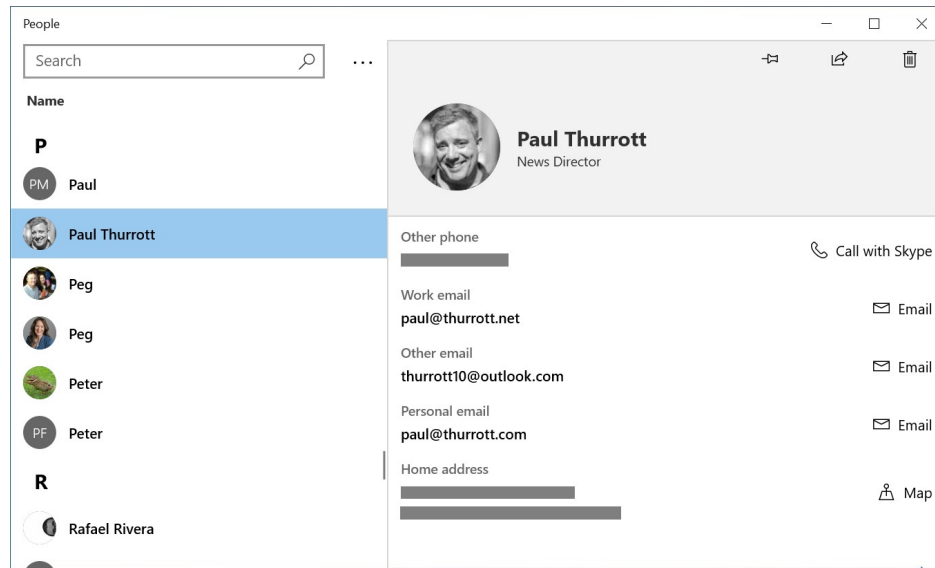 People
Search
...
Name
P
PM Paul
Paul Thurrott
Peg
Peg
Peter
PF Peter
R
Rafael Rivera
Paul Thurrott
News Director
Other phone
Call with Skype
Work email
paul@thurrott.net
Email
Other email
thurrott10@outlook.com
Email
Personal email
paul@thurrott.com
Email
Home address
Map